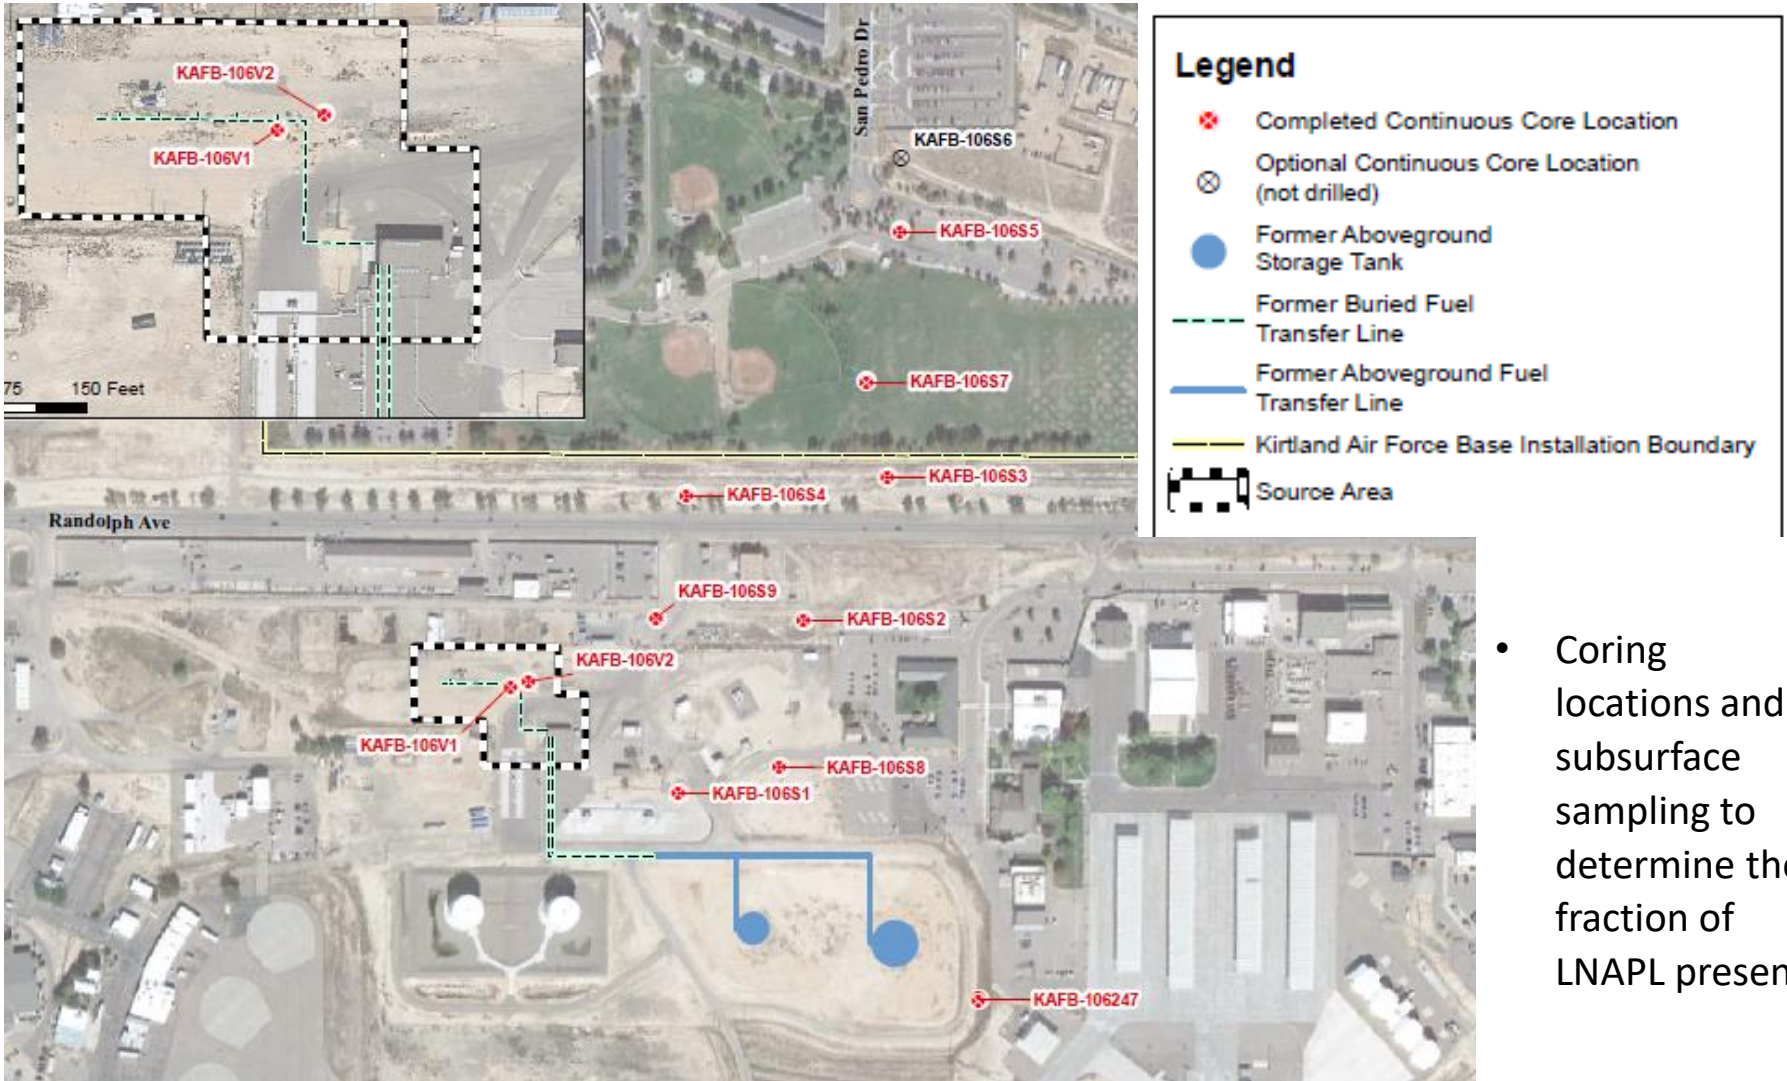 KAFB-106V2
KAFB-106V1
75 150 Feet
San Pedro Dr
KAFB-106S6
KAFB-106S5
KAFB-106S7
KAFB-106S3
KAFB-106S4
Randolph Ave
KAFB-106S9
KAFB-106S2
KAFB-106V2
KAFB-106V1
KAFB-106S8
KAFB-106S1
KAFB-106247
Legend
Completed Continuous Core Location
Optional Continuous Core Location
(not drilled)
Former Aboveground
Storage Tank
Former Buried Fuel
Transfer Line
Former Aboveground Fuel
Transfer Line
Kirtland Air Force Base Installation Boundary
Source Area
• Coring
locations and
subsurface
sampling to
determine the
fraction of
LNAPL presen